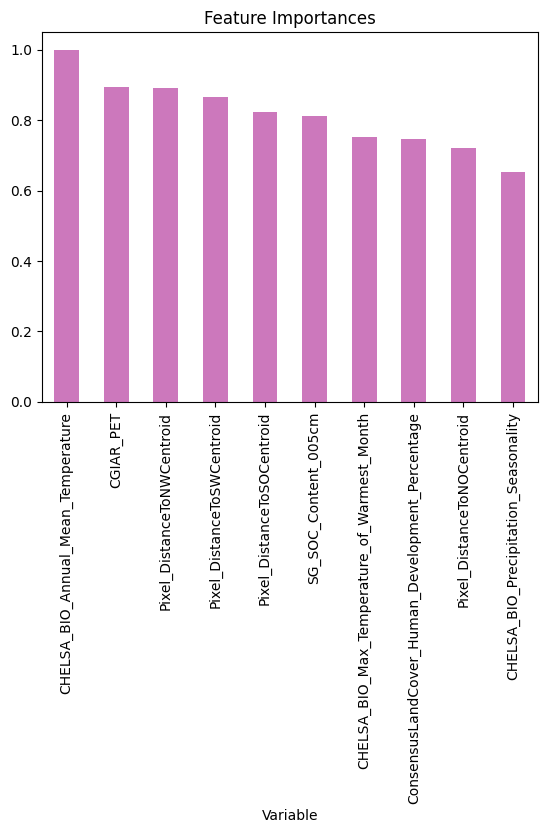 Feature Importances
1.0
0.8
0.6
0.4
0.2
0.0
CHELSA_BIO_Annual_Mean_Temperature
CGIAR_PET
Pixel_DistanceToNWCentroid
Pixel_DistanceToSWCentroid
Pixel_DistanceToSOCentroid
SG_SOC_Content_005cm
CHELSA_BIO_Max_Temperature_of_Warmest_Month
ConsensusLandCover_Human_Development_Percentage
Pixel_DistanceToNOCentroid
CHELSA_BIO_Precipitation_Seasonality
Variable